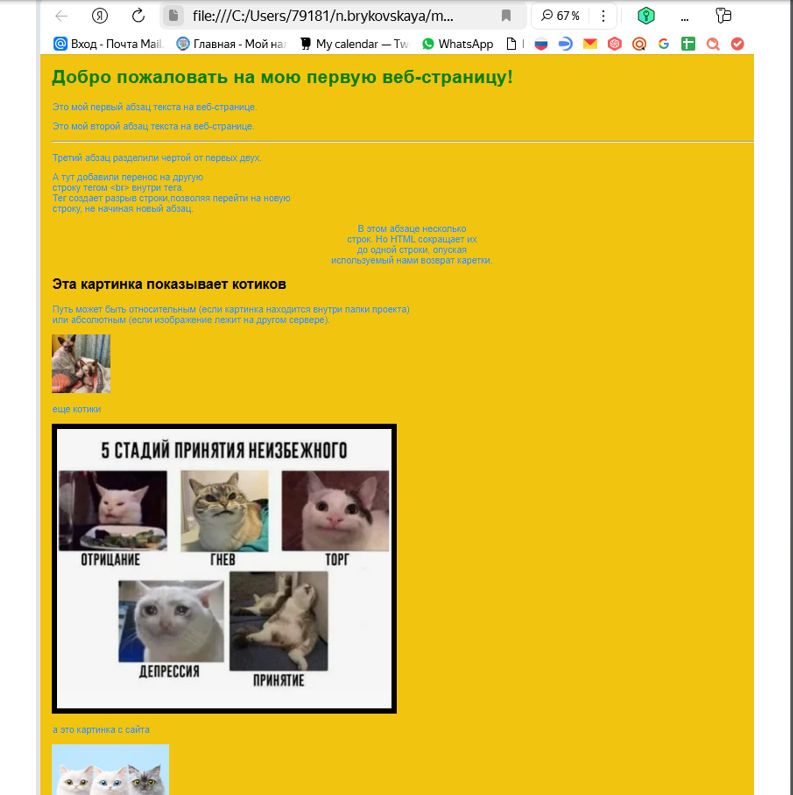 file:///C:/Users/79181/n.brykovskaya/m...
67 %
Вход - Почта Mail
Главная - Мой на
My calendar — Tw
WhatsApp
Добро пожаловать на мою первую веб-страницу!
Это мой первый абзац текста на веб-странице.
Это мой второй абзац текста на веб-странице.
Третий абзац разделили чертой от первых двух.
А тут добавили перенос на другую
строку тегом <br> внутри тега.
Тег создает разрыв строки,позволяя перейти на новую
строку, не начиная новый абзац.
В этом абзаце несколько
строк. Но HTML сокращает их
до одной строки, опуская
используемый нами возврат каретки.
Эта картинка показывает котиков
Путь может быть относительным (если картинка находится внутри папки проекта)
или абсолютным (если изображение лежит на другом сервере).
еще котики
5 СТАДИЙ ПРИНЯТИЯ НЕИЗБЕЖНОГО
ОТРИЦАНИЕ
ГНЕВ
ТОРГ
ДЕПРЕССИЯ
ПРИНЯТИЕ
а это картинка с сайта